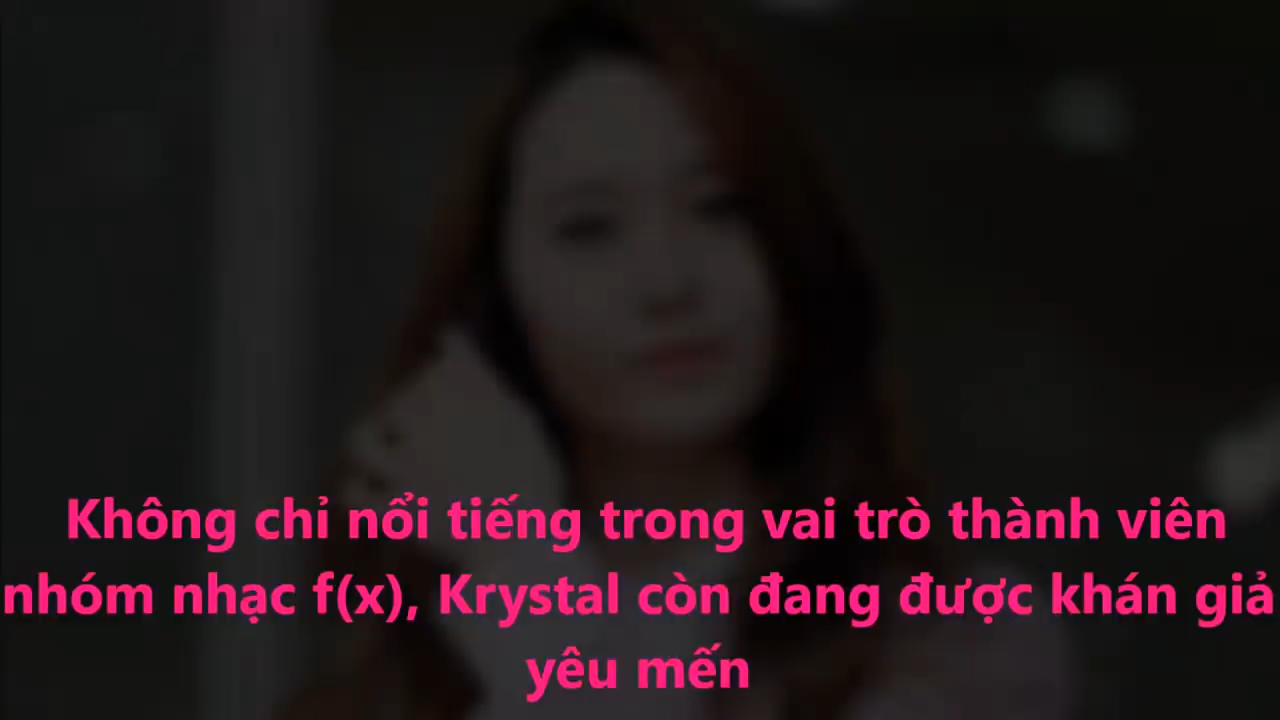 Không chỉ nổi tiếng trong vai trò thành viên
nhóm nhạc f(x), Krystal còn đang được khán giả
yêu mến